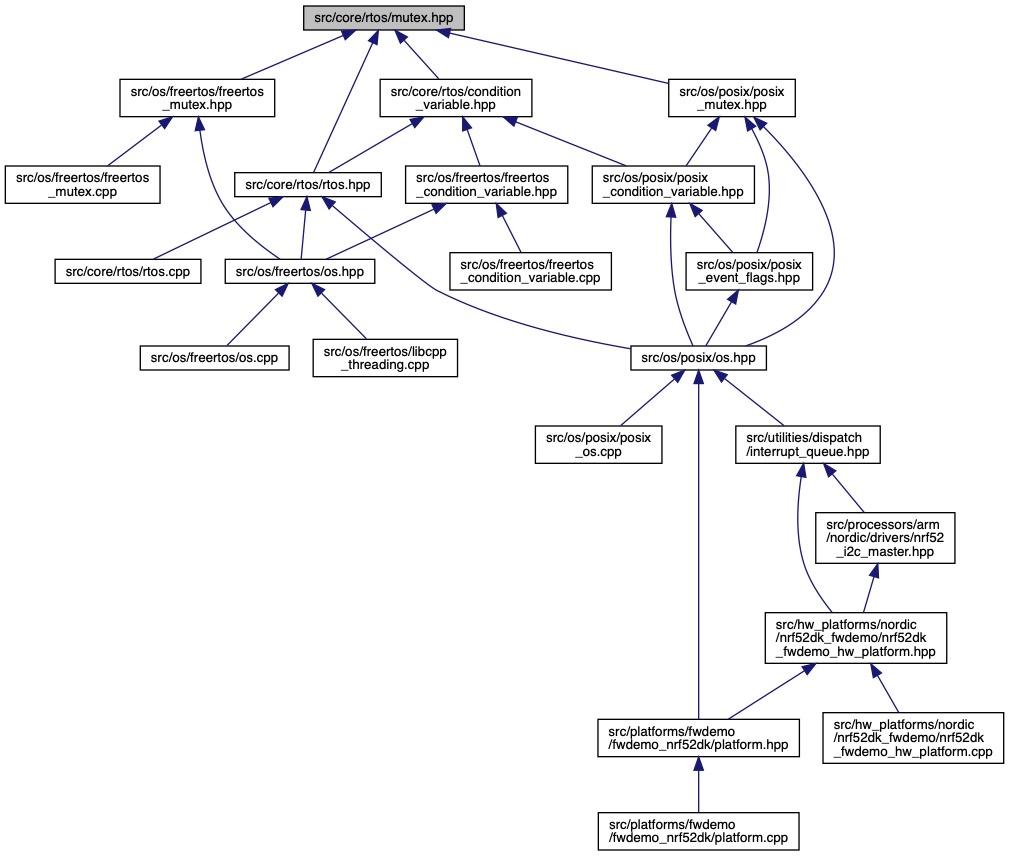 src/core/rtos/mutex.hpp
src/os/freertos/freertos
_mutex.hpp
src/core/rtos/condition
_variable.hpp
src/os/posix/posix
_mutex.hpp
src/os/freertos/freertos
_mutex.cpp
src/core/rtos/rtos.hpp
src/os/freertos/freertos
_condition_variable.hpp
src/os/posix/posix
_condition_variable.hpp
src/core/rtos/rtos.cpp
src/os/freertos/os.hpp
src/os/freertos/freertos
_condition_variable.cpp
src/os/posix/posix
_event_flags.hpp
src/os/freertos/os.cpp
src/os/freertos/libcpp
_threading.cpp
src/os/posix/os.hpp
src/os/posix/posix
_os.cpp
src/utilities/dispatch
/interrupt_queue.hpp
src/processors/arm
/nordic/drivers/nrf52
_i2c_master.hpp
src/hw_platforms/nordic
/nrf52dk_fwdemo/nrf52dk
_fwdemo_hw_platform.hpp
src/platforms/fwdemo
/fwdemo_nrf52dk/platform.hpp
src/hw_platforms/nordic
/nrf52dk_fwdemo/nrf52dk
_fwdemo_hw_platform.cpp
src/platforms/fwdemo
/fwdemo_nrf52dk/platform.cpp